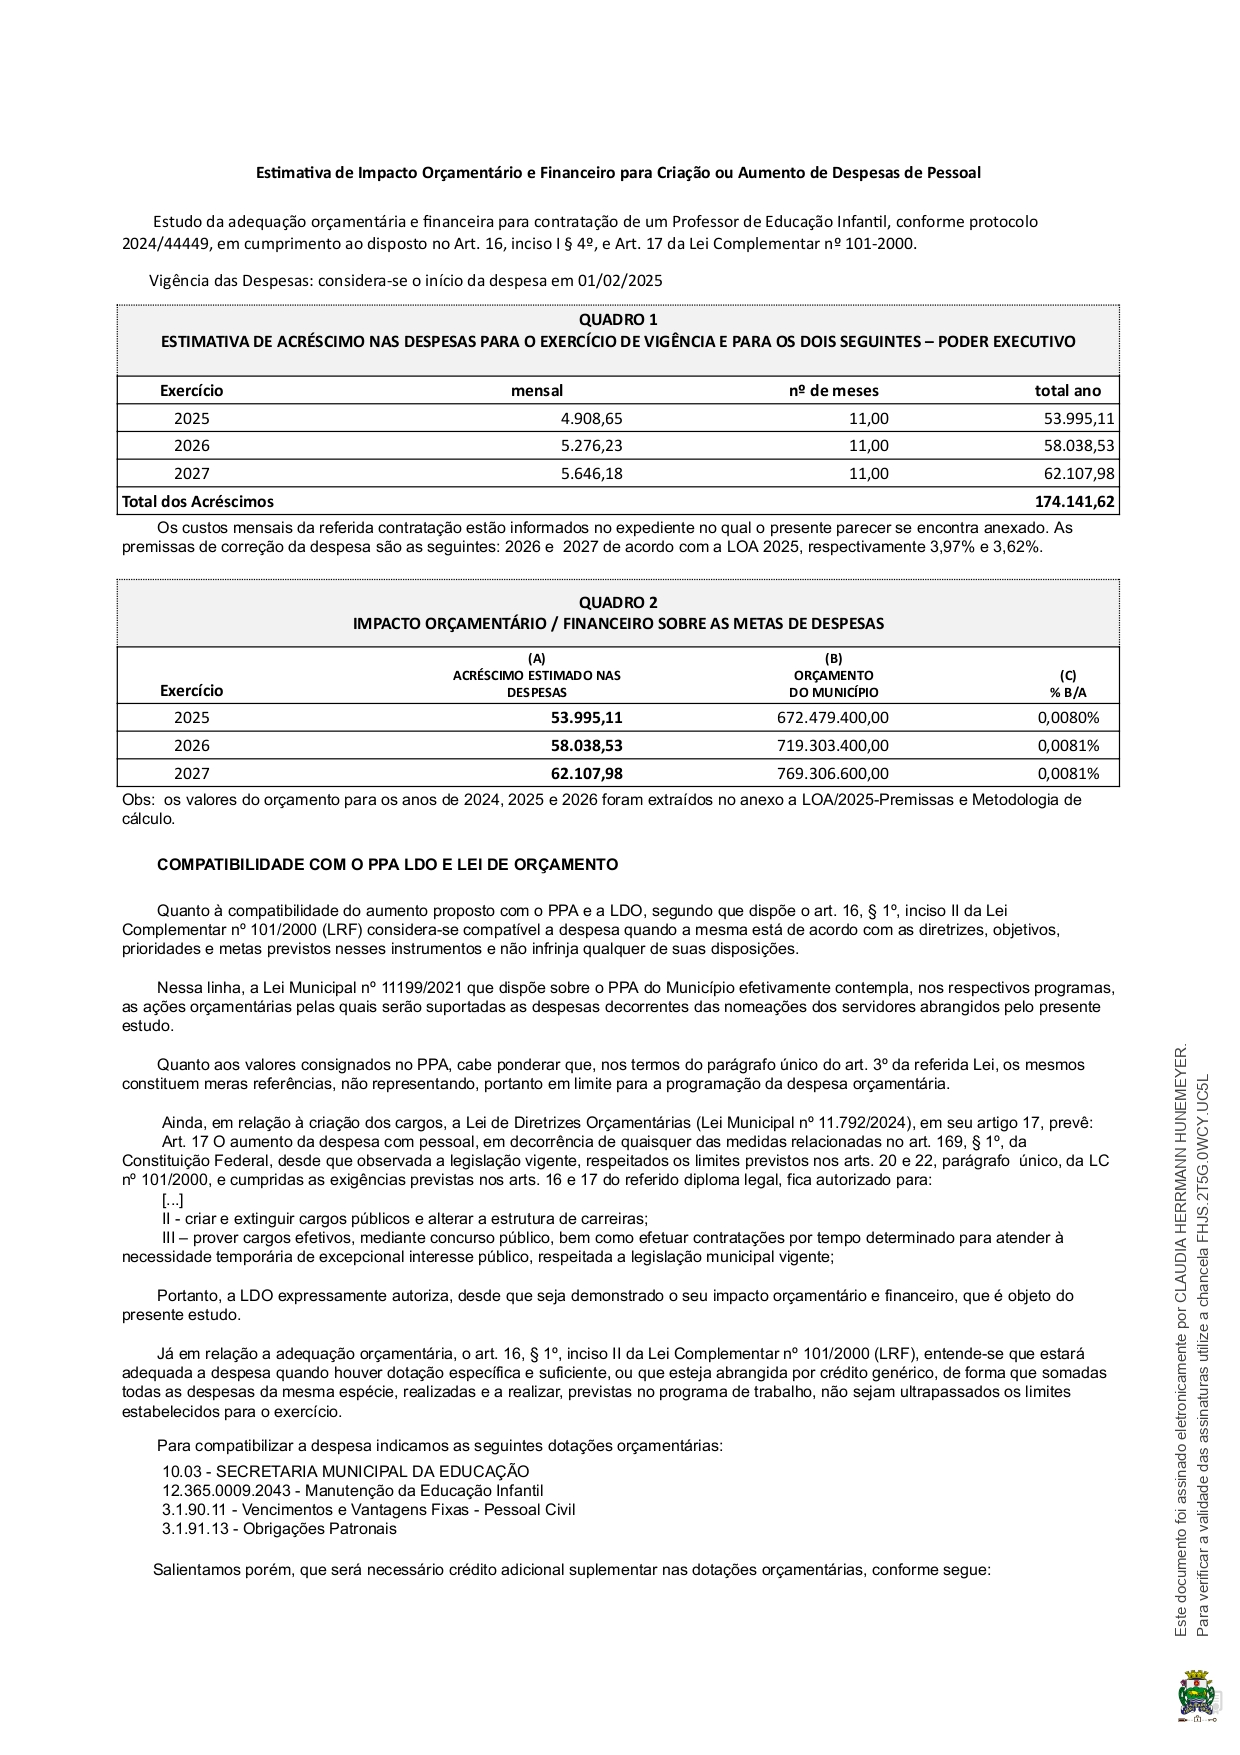 Estimativa de Impacto Orçamentário e Financeiro para Criação ou Aumento de Despesas de Pessoal
Estudo da adequação orçamentária e financeira para contratação de um Professor de Educação Infantil, conforme protocolo
2024/44449, em cumprimento ao disposto no Art. 16, inciso I § 4º, e Art. 17 da Lei Complementar nº 101-2000.
Vigência das Despesas: considera-se o início da despesa em 01/02/2025
QUADRO 1
ESTIMATIVA DE ACRÉSCIMO NAS DESPESAS PARA O EXERCÍCIO DE VIGÊNCIA E PARA OS DOIS SEGUINTES – PODER EXECUTIVO
Exercício mensal nº de meses total ano
2025 4.908,65 11,00 53.995,11
2026 5.276,23 11,00 58.038,53
2027 5.646,18 11,00 62.107,98
Total dos Acréscimos 174.141,62
Os custos mensais da referida contratação estão informados no expediente no qual o presente parecer se encontra anexado. As
premissas de correção da despesa são as seguintes: 2026 e 2027 de acordo com a LOA 2025, respectivamente 3,97% e 3,62%.
QUADRO 2
IMPACTO ORÇAMENTÁRIO / FINANCEIRO SOBRE AS METAS DE DESPESAS
(A) (B)
ACRÉSCIMO ESTIMADO NAS ORÇAMENTO (C)
Exercício DESPESAS DO MUNICÍPIO % B/A
2025 53.995,11 672.479.400,00 0,0080%
2026 58.038,53 719.303.400,00 0,0081%
2027 62.107,98 769.306.600,00 0,0081%
Obs: os valores do orçamento para os anos de 2024, 2025 e 2026 foram extraídos no anexo a LOA/2025-Premissas e Metodologia de
cálculo.
COMPATIBILIDADE COM O PPA LDO E LEI DE ORÇAMENTO
Quanto à compatibilidade do aumento proposto com o PPA e a LDO, segundo que dispõe o art. 16, § 1º, inciso II da Lei
Complementar nº 101/2000 (LRF) considera-se compatível a despesa quando a mesma está de acordo com as diretrizes, objetivos,
prioridades e metas previstos nesses instrumentos e não infrinja qualquer de suas disposições.
Nessa linha, a Lei Municipal nº 11199/2021 que dispõe sobre o PPA do Município efetivamente contempla, nos respectivos programas,
as ações orçamentárias pelas quais serão suportadas as despesas decorrentes das nomeações dos servidores abrangidos pelo presente
estudo.
Quanto aos valores consignados no PPA, cabe ponderar que, nos termos do parágrafo único do art. 3º da referida Lei, os mesmos
constituem meras referências, não representando, portanto em limite para a programação da despesa orçamentária.
Ainda, em relação à criação dos cargos, a Lei de Diretrizes Orçamentárias (Lei Municipal nº 11.792/2024), em seu artigo 17, prevê:
Art. 17 O aumento da despesa com pessoal, em decorrência de quaisquer das medidas relacionadas no art. 169, § 1º, da
Constituição Federal, desde que observada a legislação vigente, respeitados os limites previstos nos arts. 20 e 22, parágrafo único, da LC
nº 101/2000, e cumpridas as exigências previstas nos arts. 16 e 17 do referido diploma legal, fica autorizado para:
[...]
II - criar e extinguir cargos públicos e alterar a estrutura de carreiras;
III – prover cargos efetivos, mediante concurso público, bem como efetuar contratações por tempo determinado para atender à
necessidade temporária de excepcional interesse público, respeitada a legislação municipal vigente;
Portanto, a LDO expressamente autoriza, desde que seja demonstrado o seu impacto orçamentário e financeiro, que é objeto do
presente estudo.
Já em relação a adequação orçamentária, o art. 16, § 1º, inciso II da Lei Complementar nº 101/2000 (LRF), entende-se que estará
adequada a despesa quando houver dotação específica e suficiente, ou que esteja abrangida por crédito genérico, de forma que somadas
todas as despesas da mesma espécie, realizadas e a realizar, previstas no programa de trabalho, não sejam ultrapassados os limites
estabelecidos para o exercício.
Para compatibilizar a despesa indicamos as seguintes dotações orçamentárias:
10.03 - SECRETARIA MUNICIPAL DA EDUCAÇÃO
12.365.0009.2043 - Manutenção da Educação Infantil
3.1.90.11 - Vencimentos e Vantagens Fixas - Pessoal Civil
3.1.91.13 - Obrigações Patronais
Salientamos porém, que será necessário crédito adicional suplementar nas dotações orçamentárias, conforme segue:
Este documento foi assinado eletronicamente por CLAUDIA HERRMANN HUNEMEYER.
Para verificar a validade das assinaturas utilize a chancela FHJS.2T5G.0WCY.UC5L